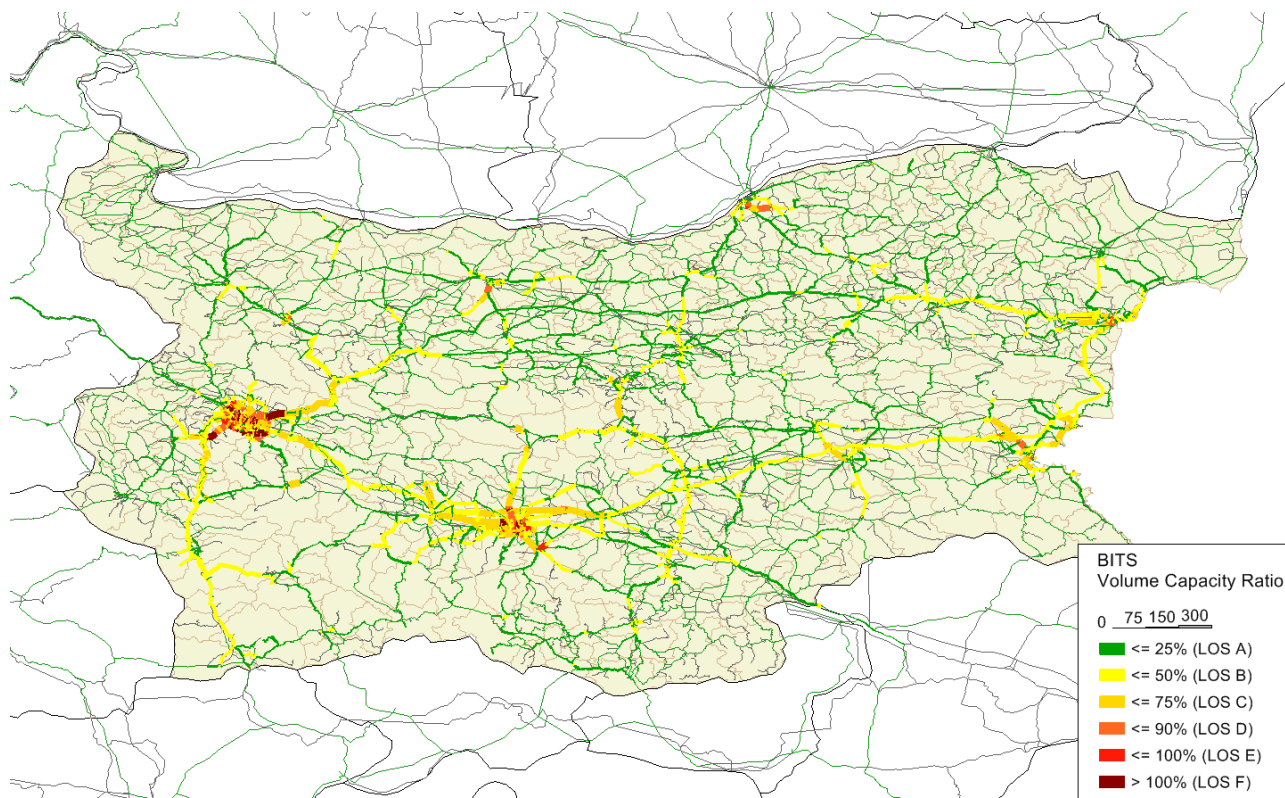 BITS
Volume Capacity Ratio
0 75 150 300
<= 25% (LOS A)
<= 50% (LOS B)
<= 75% (LOS C)
<= 90% (LOS D)
<= 100% (LOS E)
> 100% (LOS F)